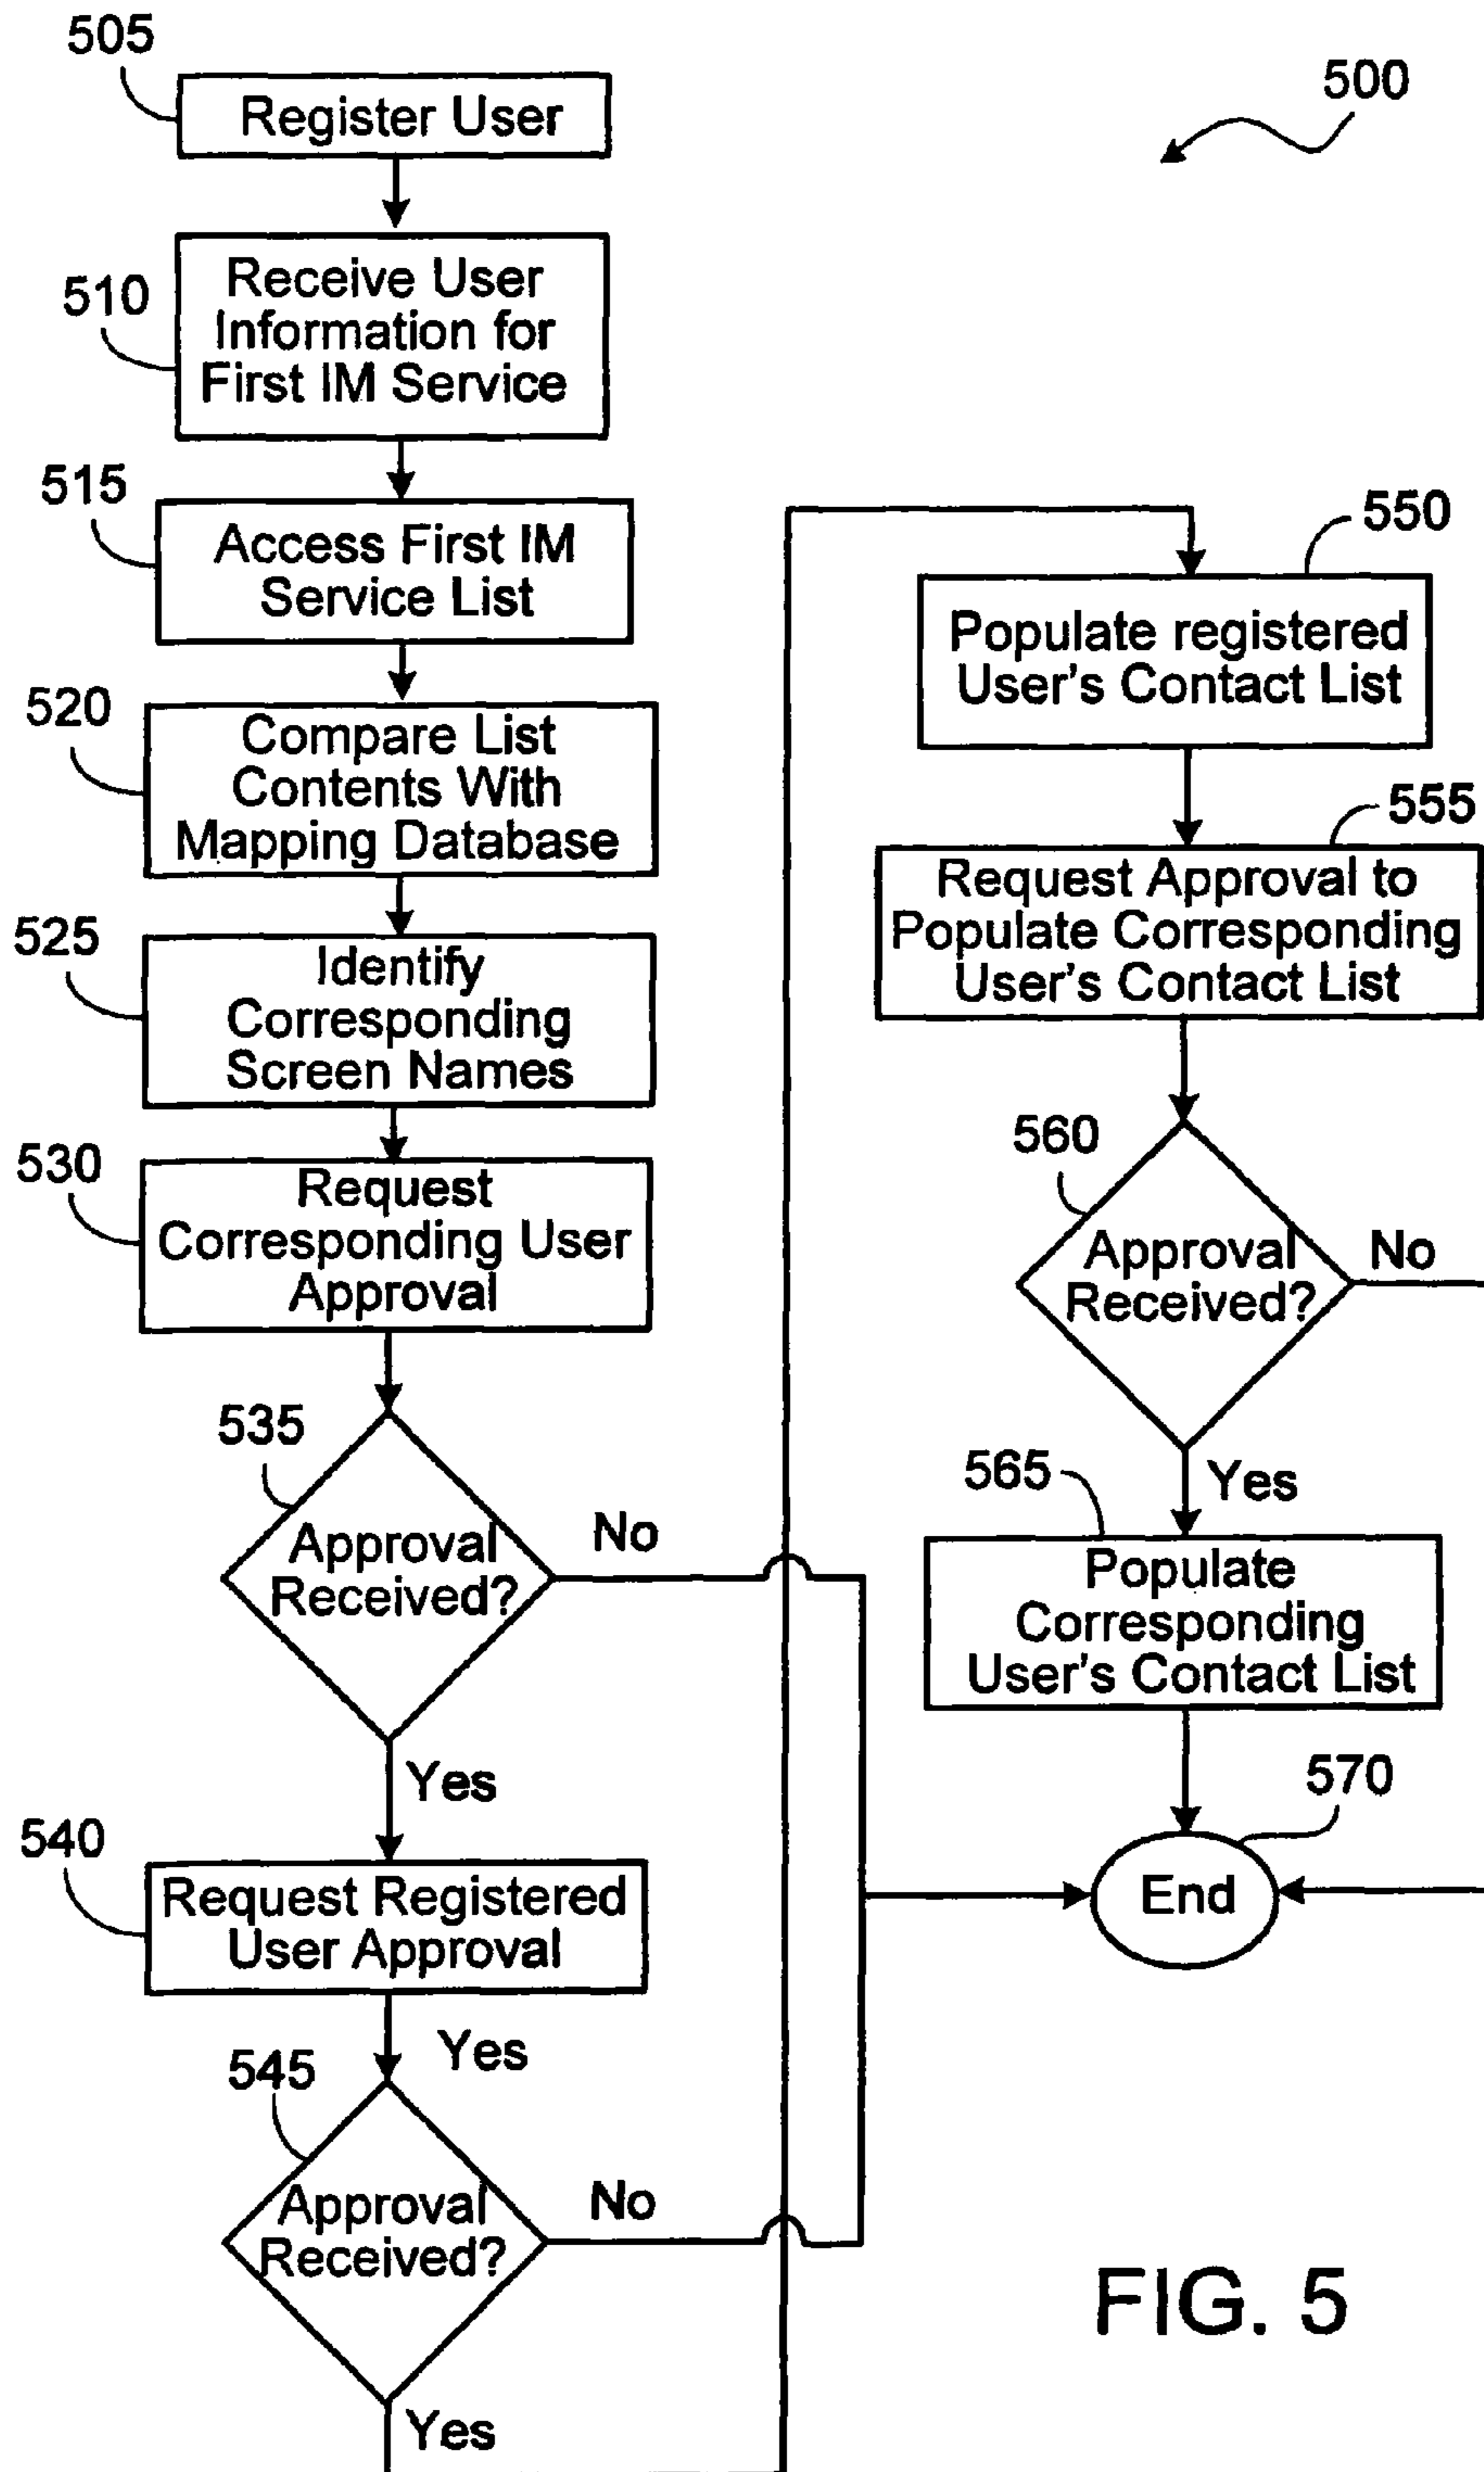 505
Register User
500
510
Receive User
Information for
First IM Service
515
Access First IM
Service List
520
Compare List
Contents With
Mapping Database
525
Identify
Corresponding
Screen Names
530
Request
Corresponding User
Approval
535
Approval
Received?
No
Yes
540
Request Registered
User Approval
Yes
545
Approval
Received?
No
Yes
550
Populate registered
User's Contact List
555
Request Approval to
Populate Corresponding
User's Contact List
560
Approval
Received?
No
Yes
565
Populate
Corresponding
User's Contact List
570
End
FIG. 5